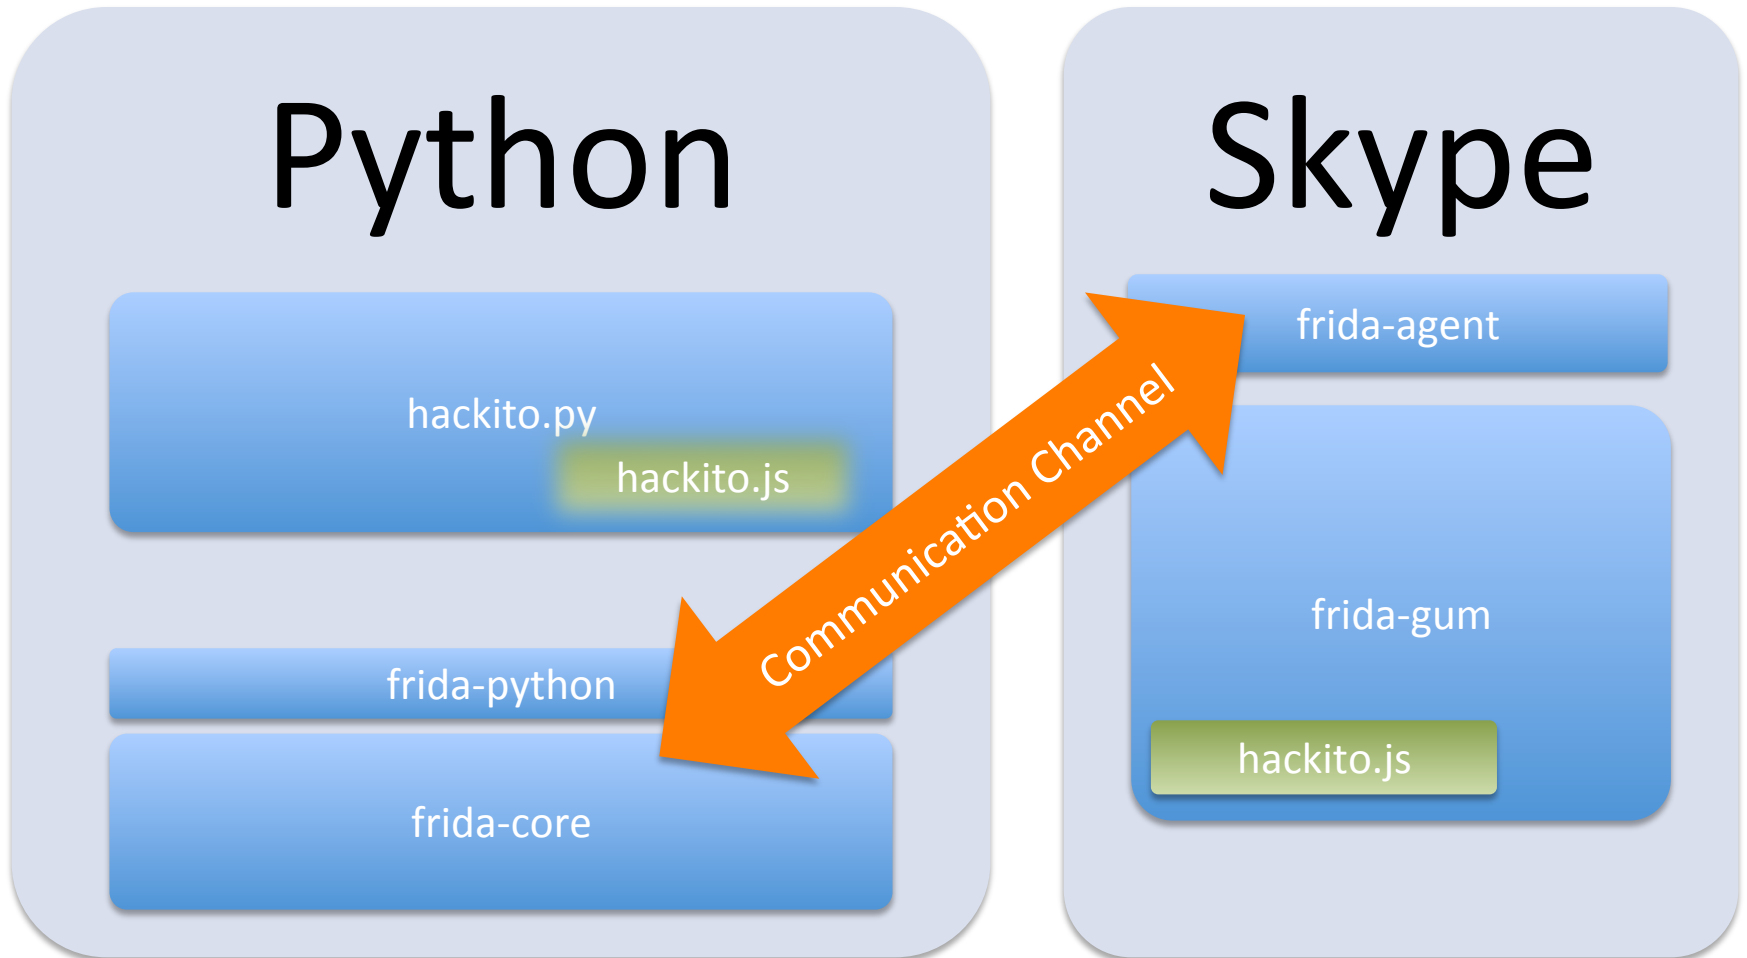 Python
hackito.py
hackito.js
frida-python
frida-core
Communication Channel
Skype
frida-agent
frida-gum
hackito.js